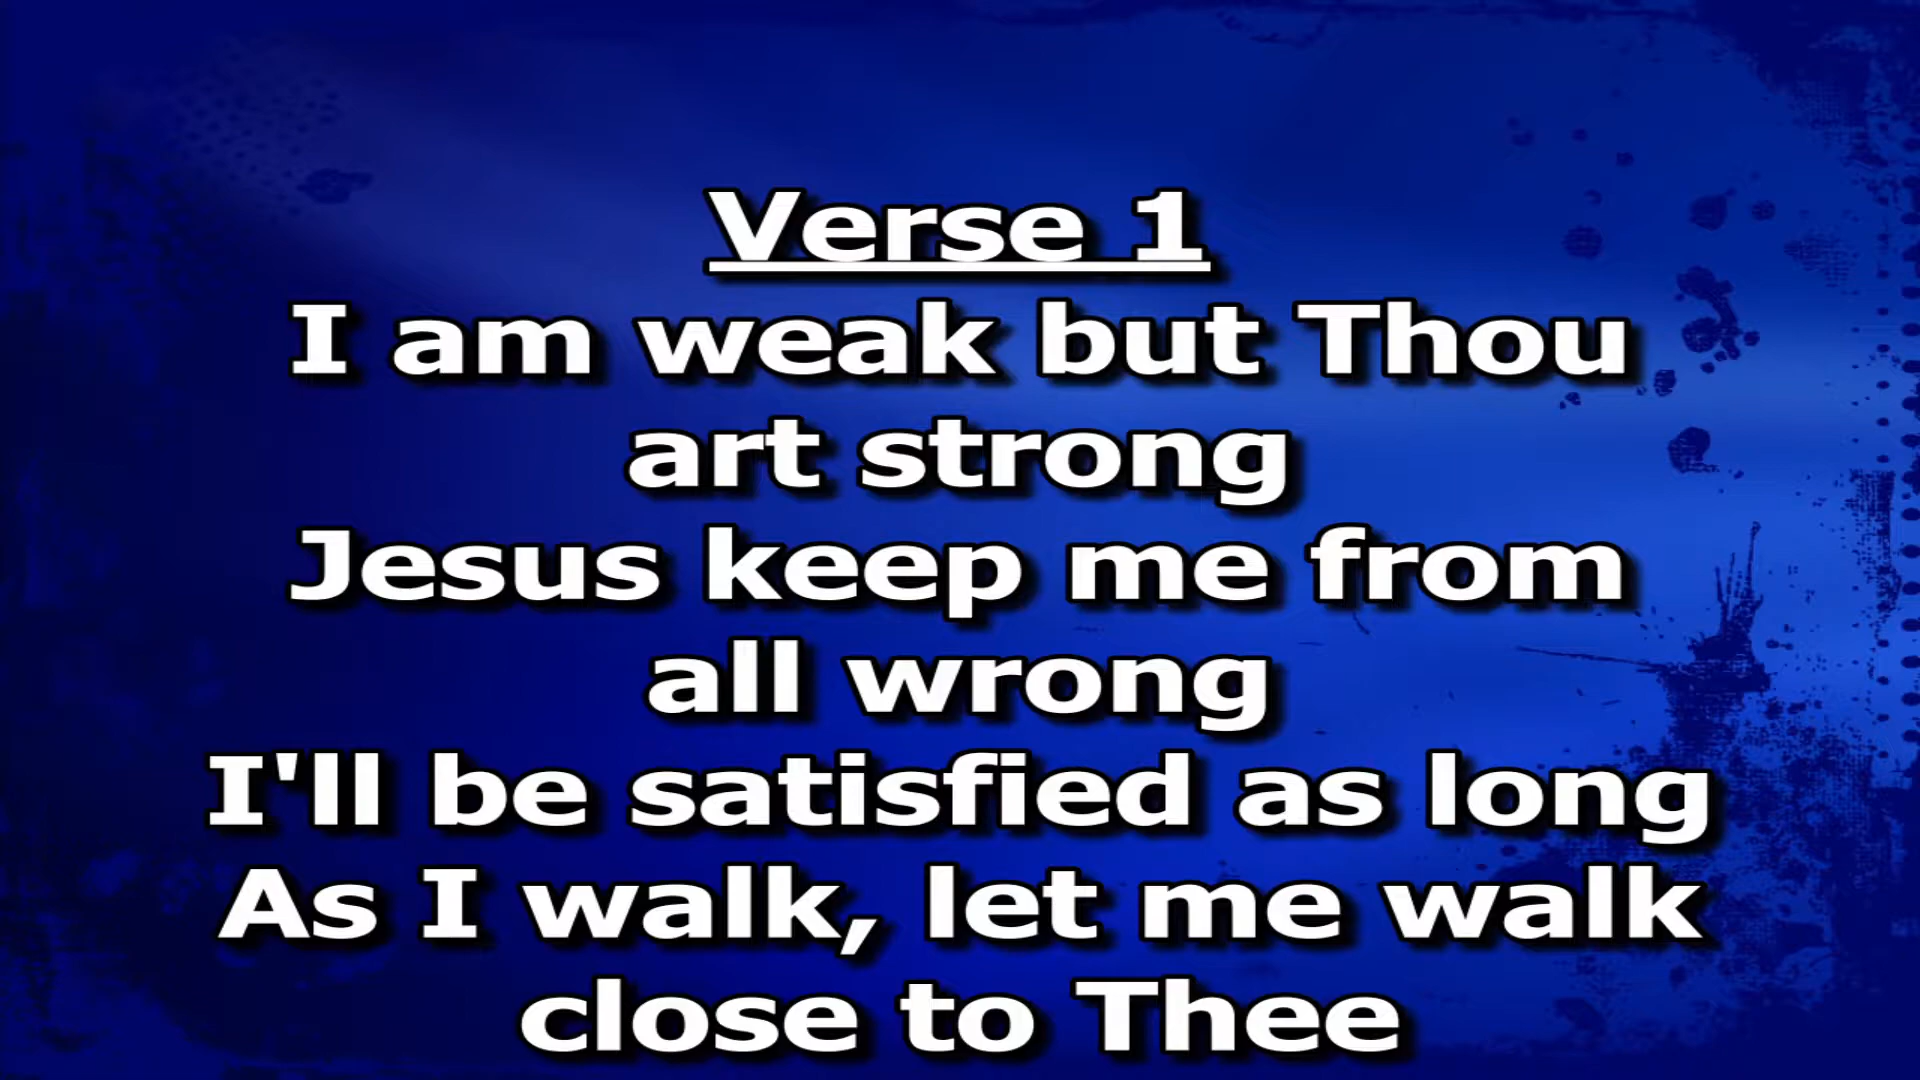 Verse 1
I am weak but Thou
art strong
Jesus keep me from
all wrong
I'll be satisfied as long
As I walk, let me walk
close to Thee